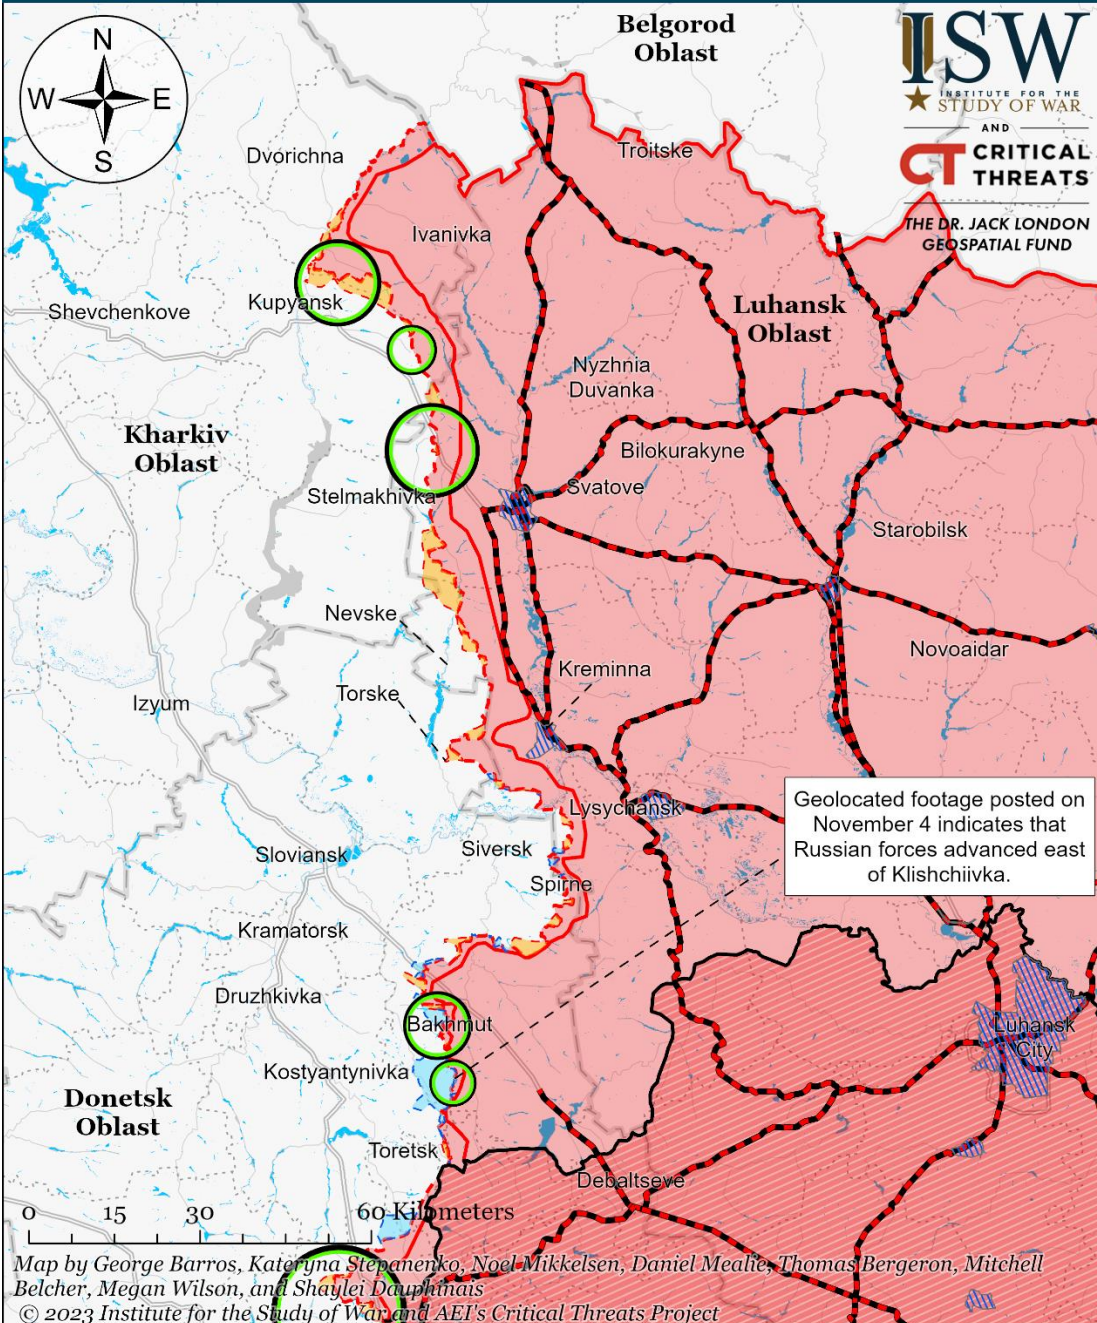 N
W
E
S
Belgorod
Oblast
ISW
INSTITUTE FOR THE
STUDY OF WAR
AND
CT CRITICAL
THREATS
THE DR. JACK LONDON
GEOSPATIAL FUND
Dvorichna
Troitske
Ivanivka
Kupyansk
Shevchenkove
Luhansk
Oblast
Nyzhnia
Duvanka
Kharkiv
Oblast
Bilokurakyne
Svatove
Stelmakhivka
Starobilsk
Nevske
Novoaidar
Kreminna
Torske
Izyum
Lysychansk
Geolocated footage posted on
November 4 indicates that
Russian forces advanced east
of Klishchiivka.
Sloviansk
Siversk
Spirne
Kramatorsk
Druzhkivka
Bakhmut
Luhansk
City
Kostyantynivka
Donetsk
Oblast
Toretsk
Debaltseve
0 15 30 60 Kilometers
Map by George Barros, Kateryna Stepanenko, Noel Mikkelsen, Daniel Mealie, Thomas Bergeron, Mitchell
Belcher, Megan Wilson, and Shaylei Dauphinais
© 2023 Institute for the Study of War and AEI's Critical Threats Project